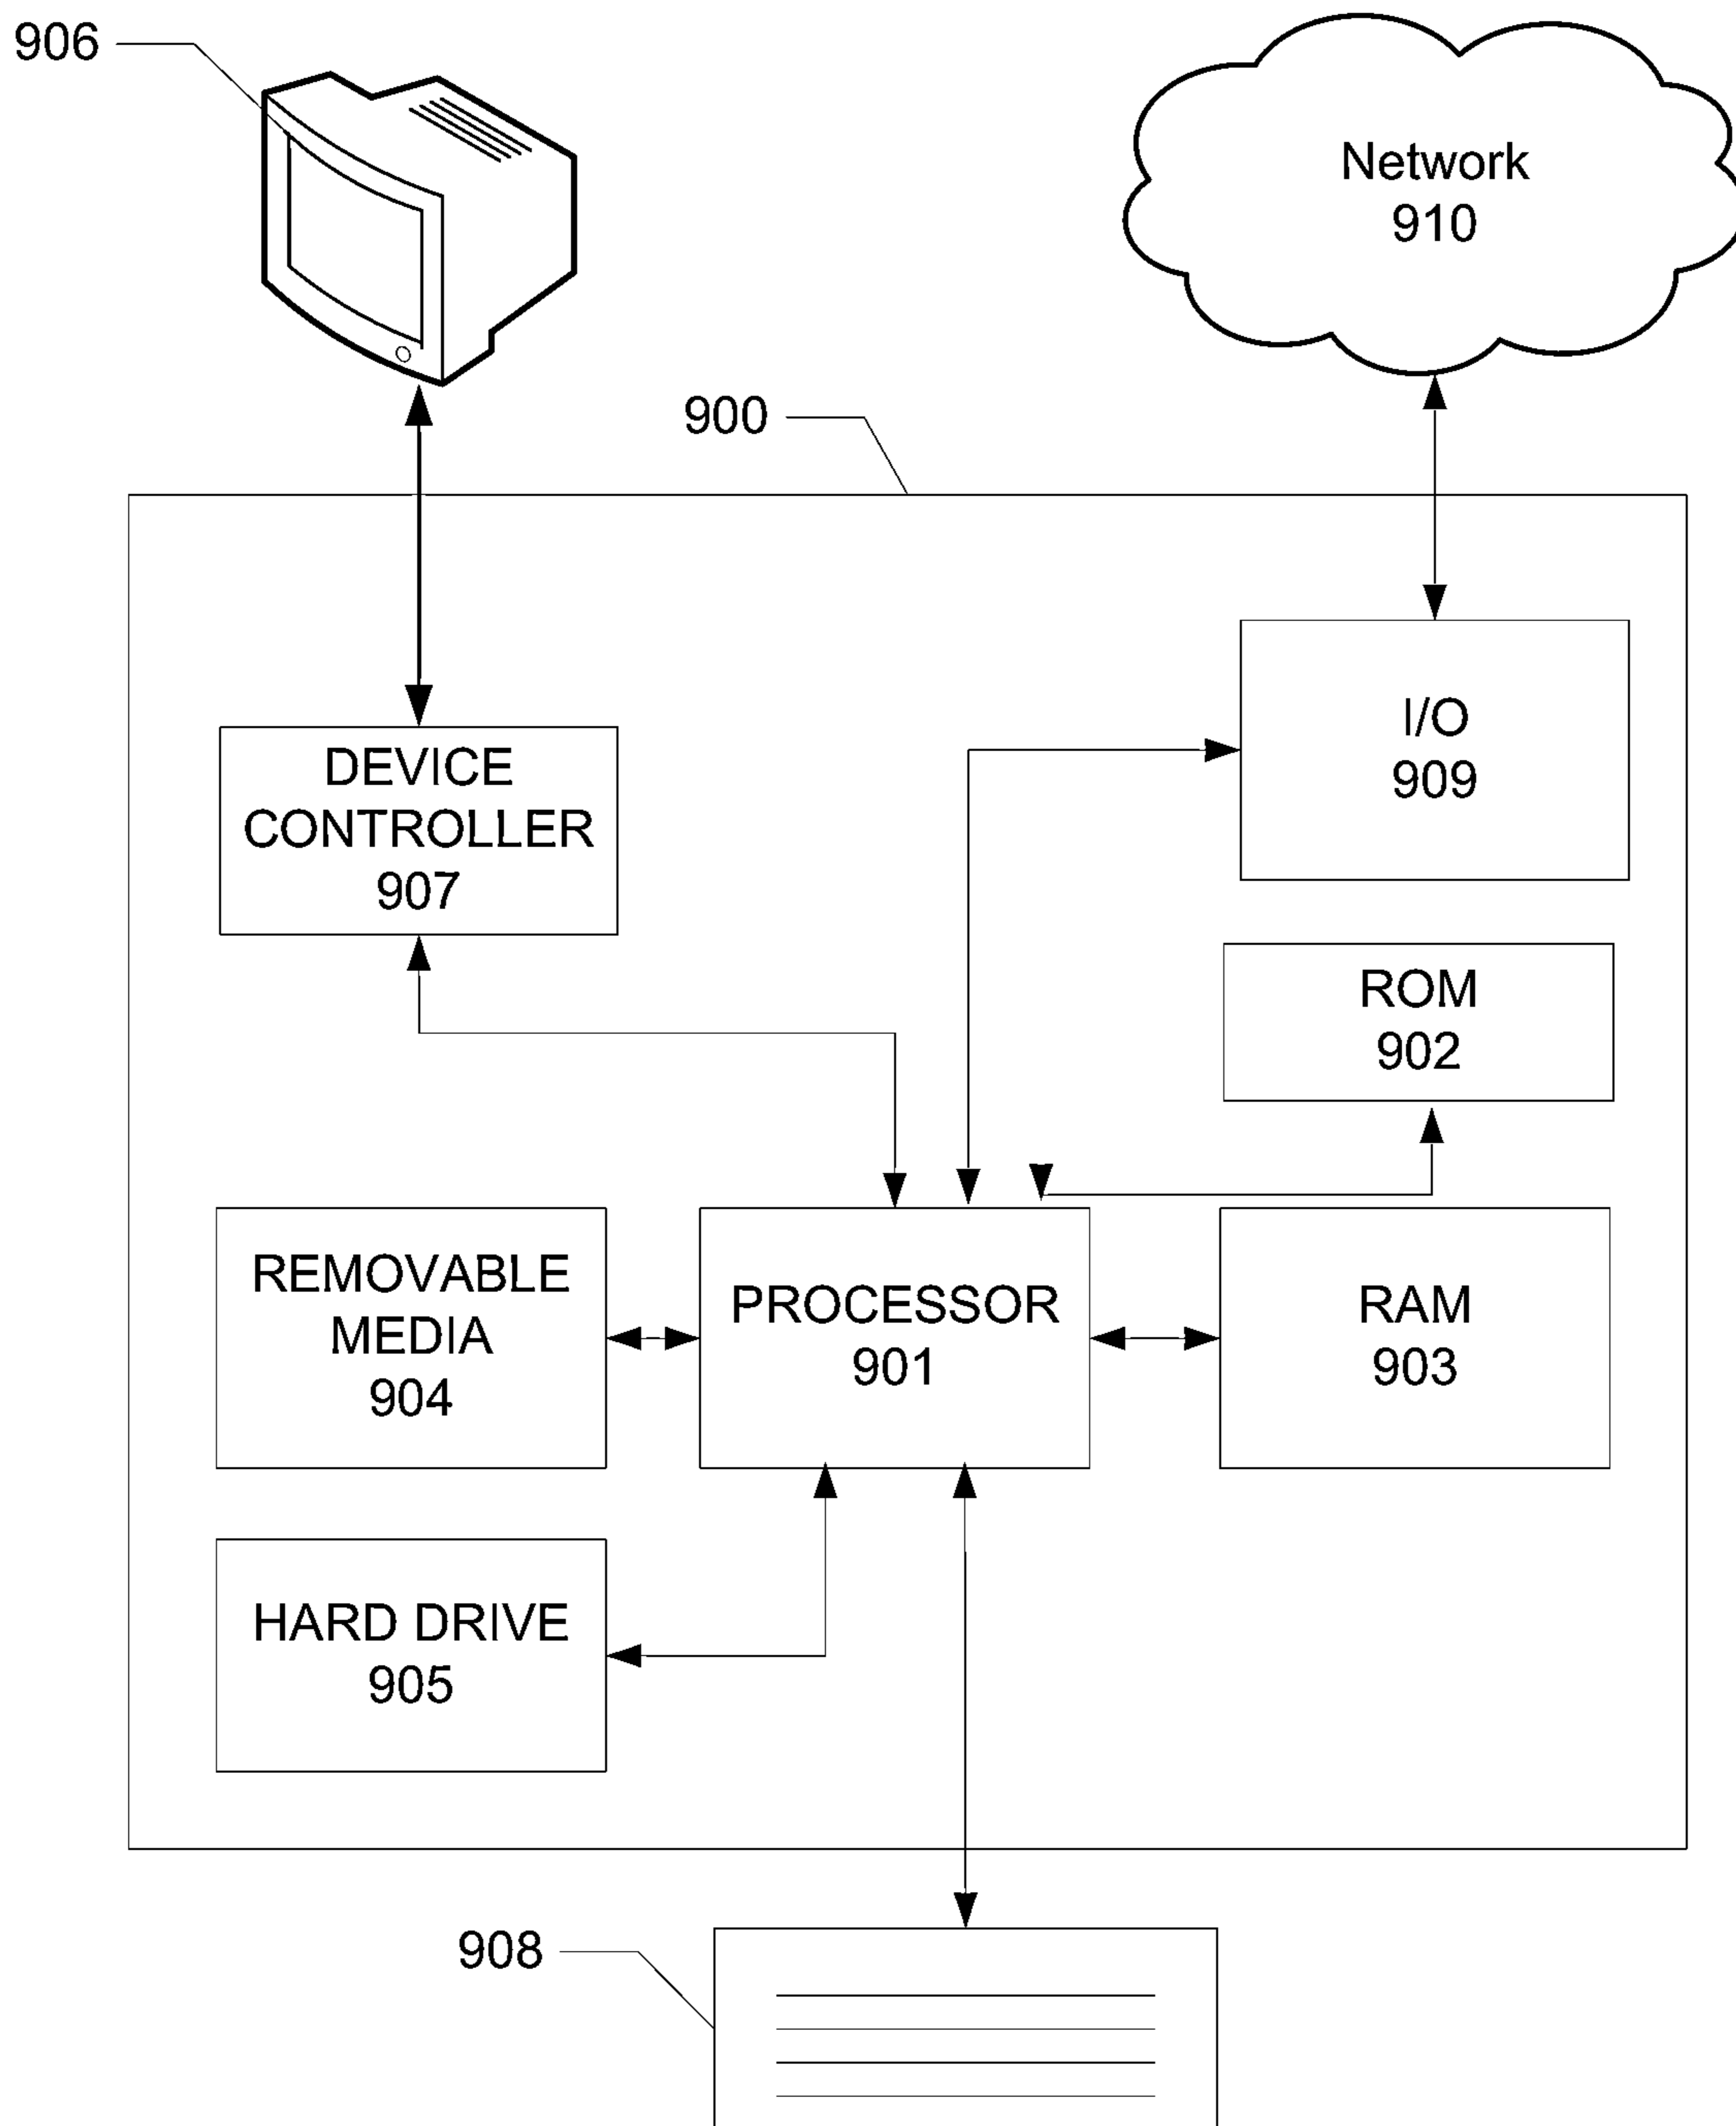 906
Network
910
900
I/O
909
DEVICE
CONTROLLER
907
ROM
902
REMOVABLE
MEDIA
904
PROCESSOR
901
RAM
903
HARD DRIVE
905
908